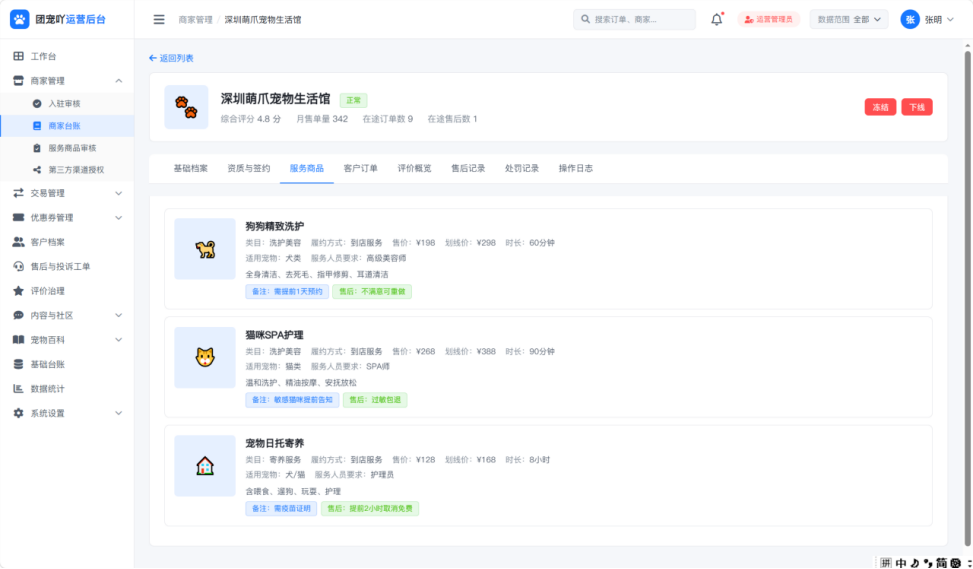 团宠吖运营后台
商家管理 / 深圳萌爪宠物生活馆
搜索订单、商家...
运营管理员
数据范围 全部
张 张明
工作台
商家管理
入驻审核
商家台账
服务商品审核
第三方渠道授权
交易管理
优惠券管理
客户档案
售后与投诉工单
评价治理
内容与社区
宠物百科
基础台账
数据统计
系统设置
返回列表
深圳萌爪宠物生活馆 正常
综合评分 4.8 分 月售单量 342 在途订单数 9 在途售后数 1
冻结 下线
基础档案 资质与签约 服务商品 客户订单 评价概览 售后记录 处罚记录 操作日志
狗狗精致洗护
类目：洗护美容 履约方式：到店服务 售价：¥198 划线价：¥298 时长：60分钟
适用宠物：犬类 服务人员要求：高级美容师
全身清洁、去死毛、指甲修剪、耳道清洁
备注：需提前1天预约 售后：不满意可重做
猫咪SPA护理
类目：洗护美容 履约方式：到店服务 售价：¥268 划线价：¥388 时长：90分钟
适用宠物：猫类 服务人员要求：SPA师
温和洗护、精油按摩、安抚放松
备注：敏感猫咪提前告知 售后：过敏包退
宠物日托寄养
类目：寄养服务 履约方式：到店服务 售价：¥128 划线价：¥168 时长：8小时
适用宠物：犬/猫 服务人员要求：护理员
含喂食、遛狗、玩耍、护理
备注：需疫苗证明 售后：提前2小时取消免费
拼 中 简